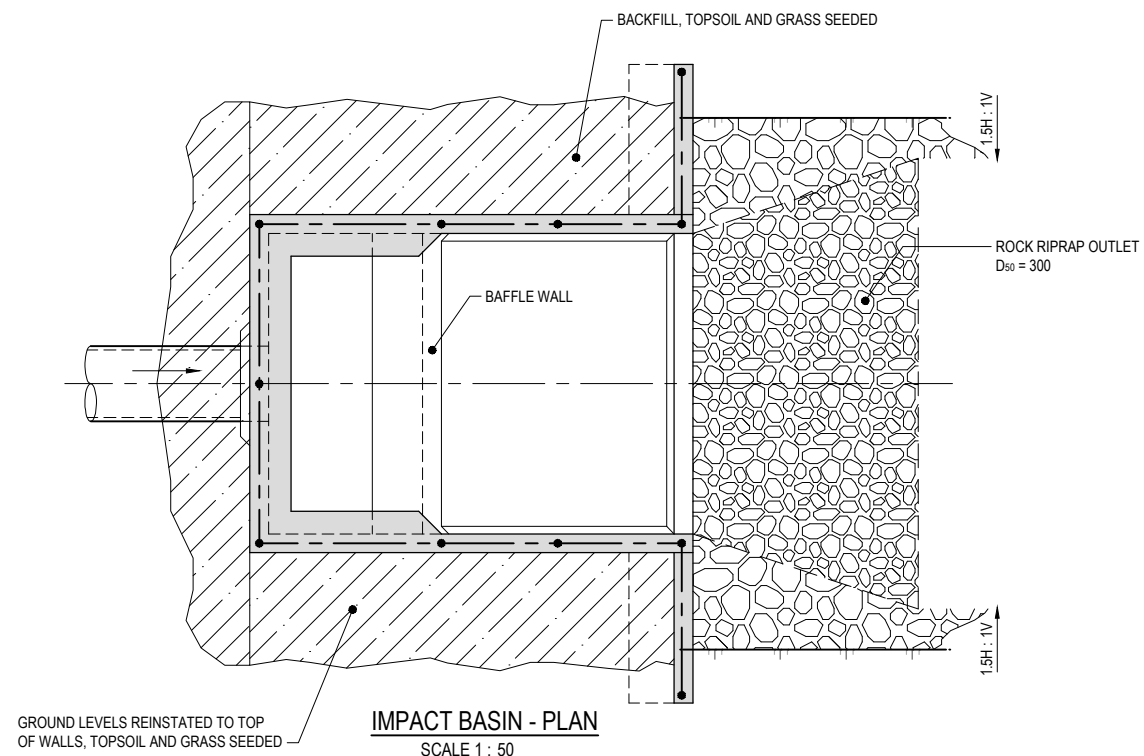 BACKFILL, TOPSOIL AND GRASS SEEDED
1.5H : 1V
ROCK RIPRAP OUTLET
D50 = 300
BAFFLE WALL
1.5H : 1V
GROUND LEVELS REINSTATED TO TOP
OF WALLS, TOPSOIL AND GRASS SEEDED
IMPACT BASIN - PLAN
SCALE 1 : 50